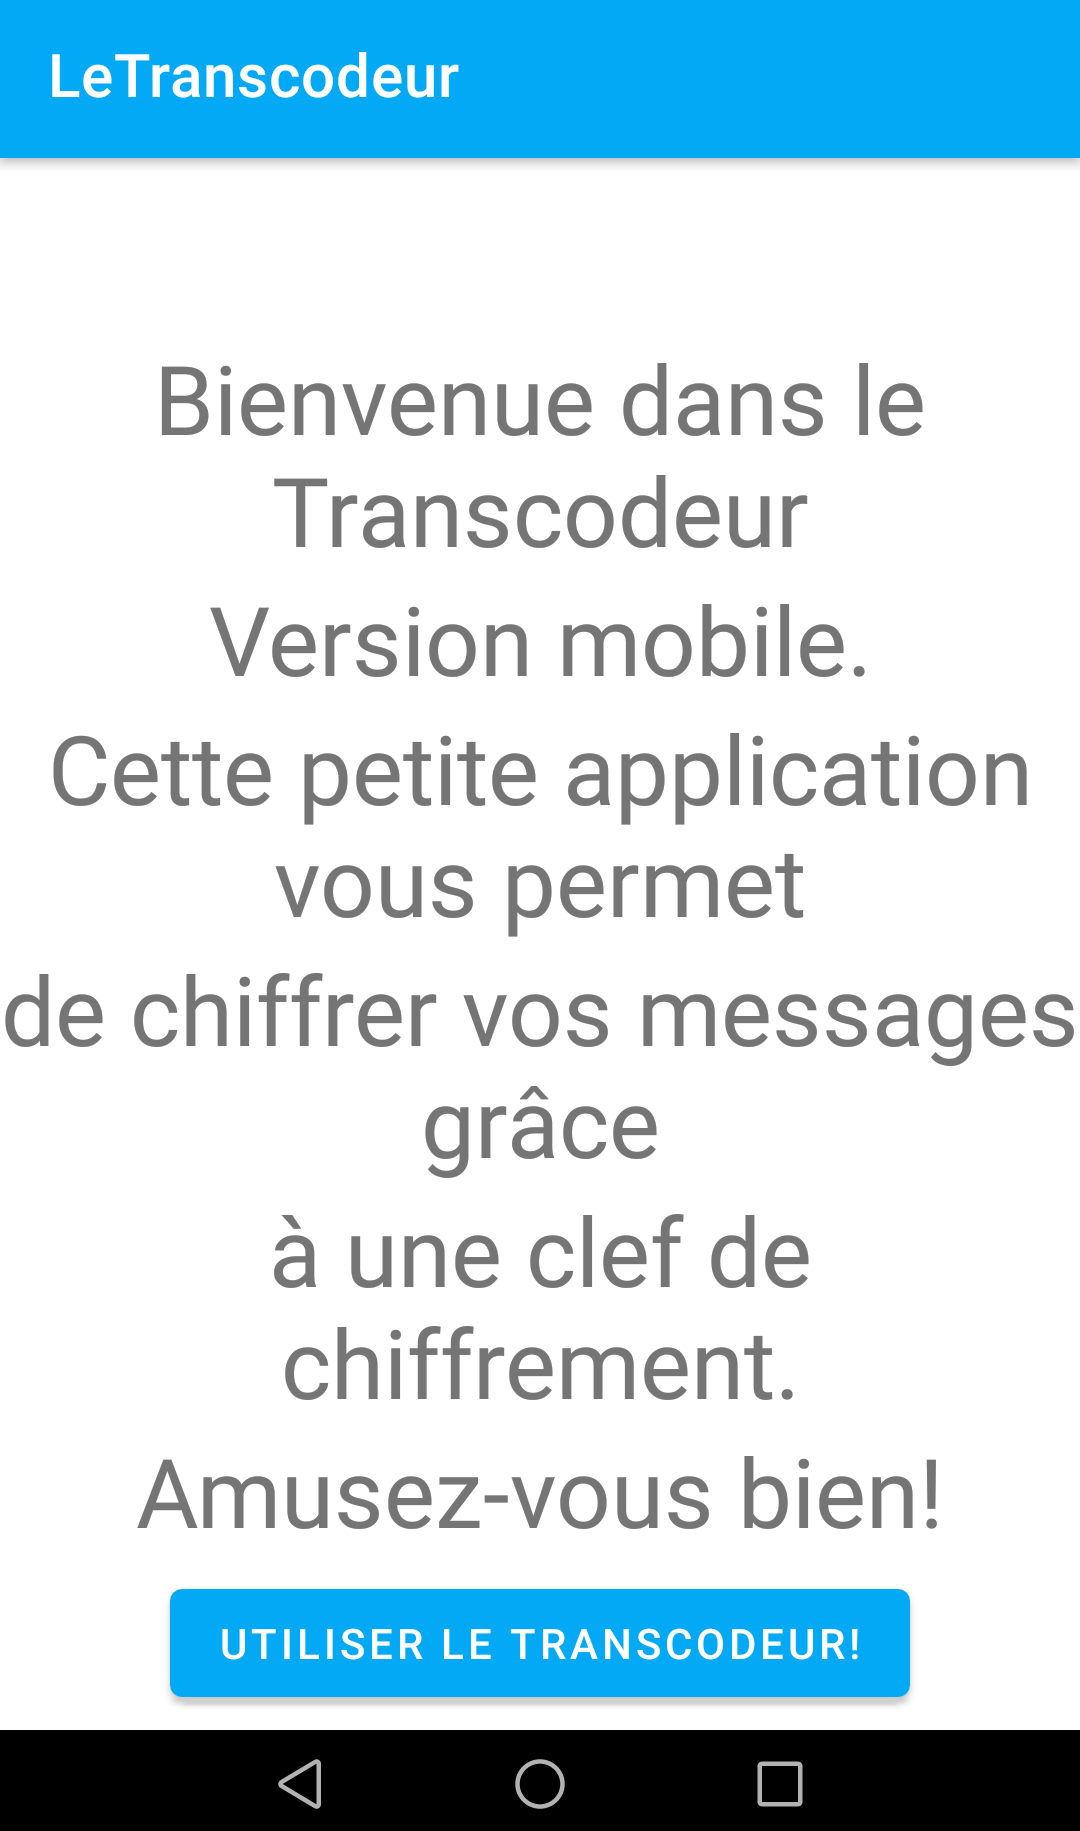 LeTranscodeur
Bienvenue dans le
Transcodeur
Version mobile.
Cette petite application
vous permet
de chiffrer vos messages
grâce
à une clef de
chiffrement.
Amusez-vous bien!
UTILISER LE TRANSCODEUR!